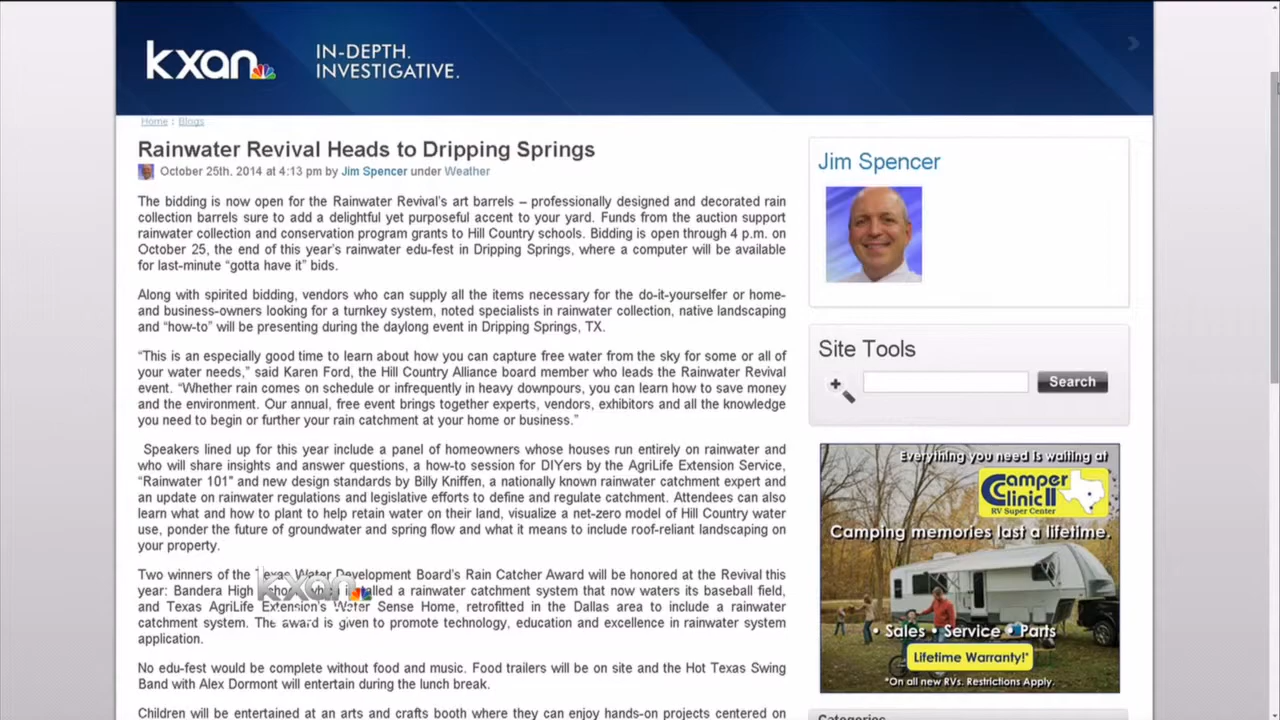 kxan
IN-DEPTH.
INVESTIGATIVE.
Home : Blogs
Rainwater Revival Heads to Dripping Springs
October 25th, 2014 at 4:13 pm by Jim Spencer under Weather
The bidding is now open for the Rainwater Revival's art barrels – professionally designed and decorated rain
collection barrels sure to add a delightful yet purposeful accent to your yard. Funds from the auction support
rainwater collection and conservation program grants to Hill Country schools. Bidding is open through 4 p.m. on
October 25, the end of this year's rainwater edu-fest in Dripping Springs, where a computer will be available
for last-minute “gotta have it” bids.
Along with spirited bidding, vendors who can supply all the items necessary for the do-it-yourselfer or home-
and business-owners looking for a turnkey system, noted specialists in rainwater collection, native landscaping
and “how-to” will be presenting during the daylong event in Dripping Springs, TX.
“This is an especially good time to learn about how you can capture free water from the sky for some or all of
your water needs,” said Karen Ford, the Hill Country Alliance board member who leads the Rainwater Revival
event. “Whether rain comes on schedule or infrequently in heavy downpours, you can learn how to save money
and the environment. Our annual, free event brings together experts, vendors, exhibitors and all the knowledge
you need to begin or further your rain catchment at your home or business.”
Speakers lined up for this year include a panel of homeowners whose houses run entirely on rainwater and
who will share insights and answer questions, a how-to session for DIYers by the AgriLife Extension Service,
“Rainwater 101” and new design standards by Billy Kniffen, a nationally known rainwater catchment expert and
an update on rainwater regulations and legislative efforts to define and regulate catchment. Attendees can also
learn what and how to plant to help retain water on their land, visualize a net-zero model of Hill Country water
use, ponder the future of groundwater and spring flow and what it means to include roof-reliant landscaping on
your property.
Two winners of the Texas Water Development Board's Rain Catcher Award will be honored at the Revival this
year: Bandera High a rainwater catchment system that now waters its baseball field,
and Texas AgriLife Extension's Water Sense Home, retrofitted in the Dallas area to include a rainwater
catchment system. The award is given to promote technology, education and excellence in rainwater system
application.
No edu-fest would be complete without food and music. Food trailers will be on site and the Hot Texas Swing
Band with Alex Dormont will entertain during the lunch break.
Children will be entertained at an arts and crafts booth where they can enjoy hands-on projects centered on
kxan
Jim Spencer
Site Tools
Search
Everything you need is waiting at
Camper
Clinic II
RV Super Center
Camping memories last a lifetime.
• Sales • Service • Parts
Lifetime Warranty!*
*On all new RVs. Restrictions Apply.
Categories